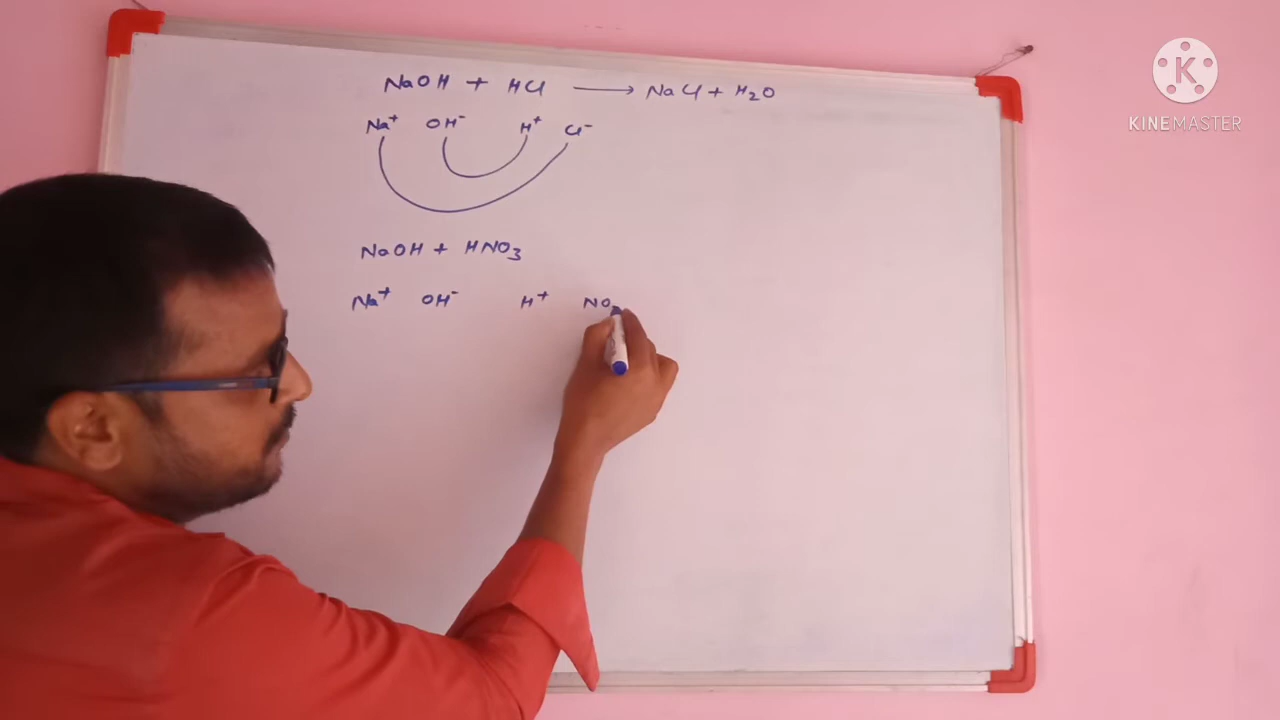 NaOH + HCl ⟶ NaCl + H₂O
Na⁺ OH⁻ H⁺ Cl⁻
NaOH + HNO₃
Na⁺ OH⁻ H⁺ NO
K
KINEMASTER